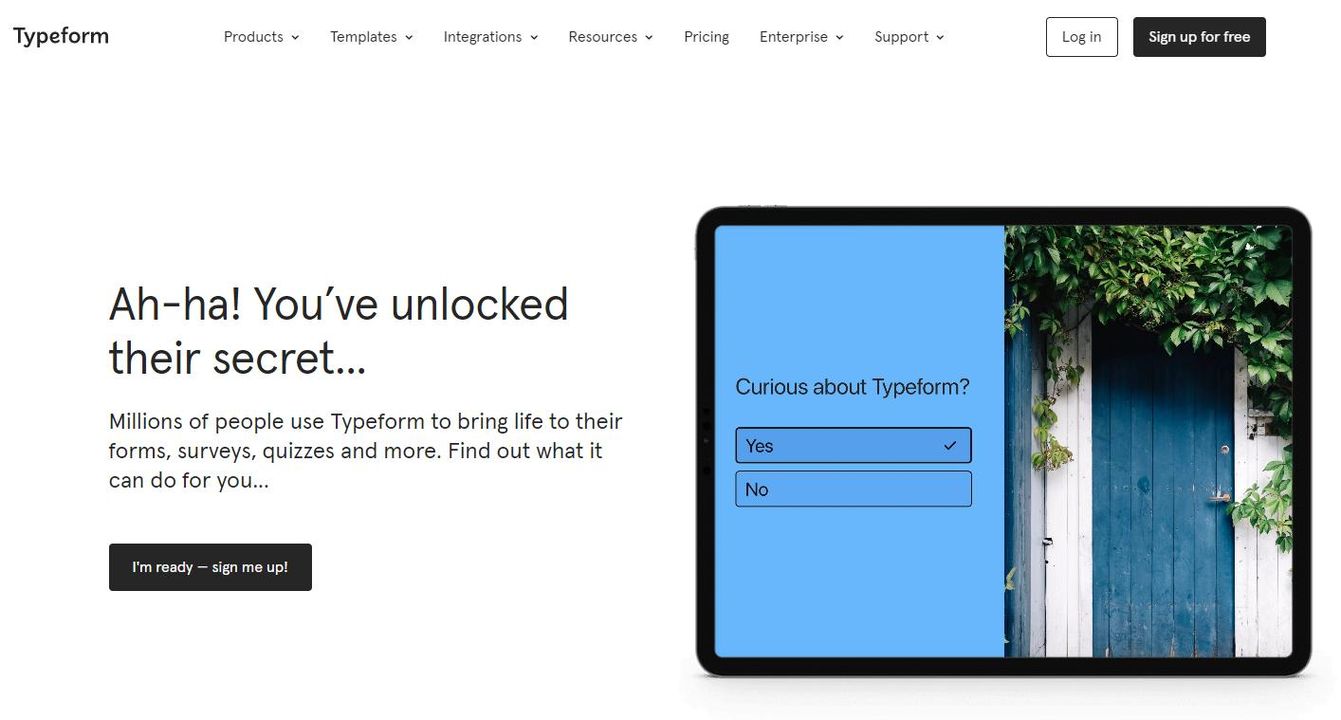 Typeform
Products
Templates
Integrations
Resources
Pricing
Enterprise
Support
Log in
Sign up for free
Ah-ha! You’ve unlocked
their secret...
Millions of people use Typeform to bring life to their
forms, surveys, quizzes and more. Find out what it
can do for you...
I'm ready — sign me up!
Curious about Typeform?
Yes
No